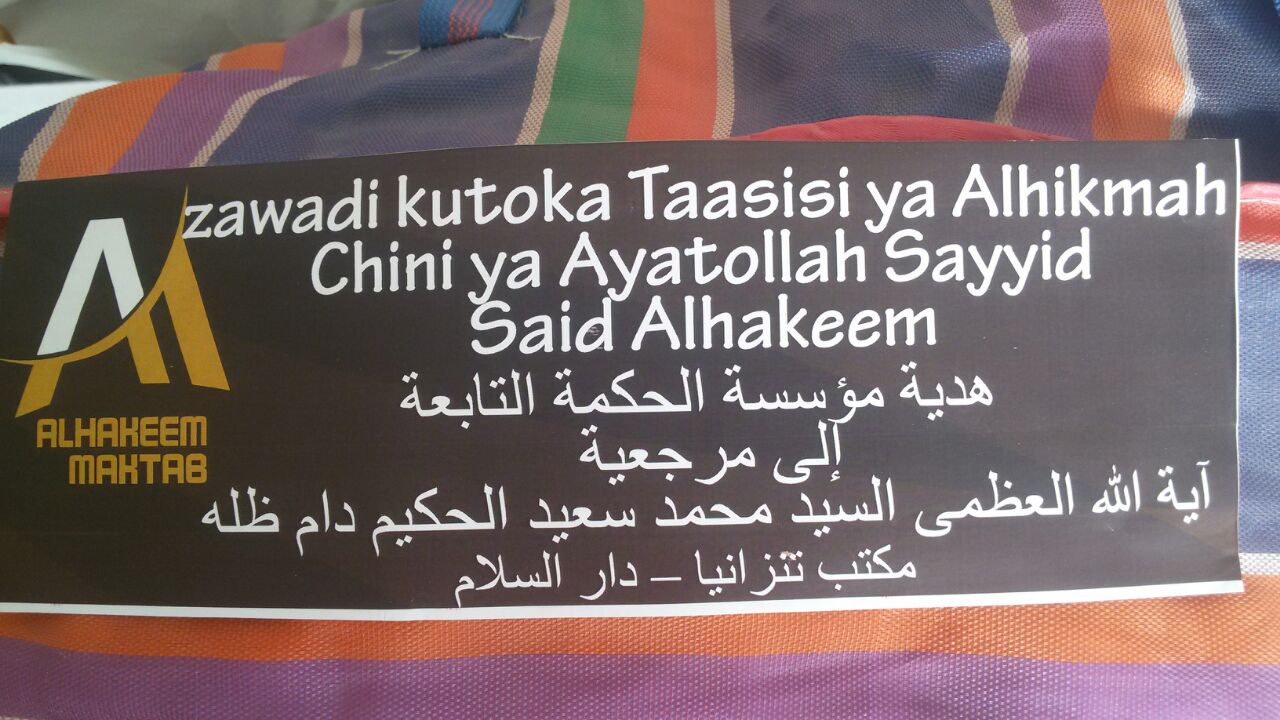 zawadi kutoka Taasisi ya Alhikmah
Chini ya Ayatollah Sayyid
Said Alhakeem
هدية مؤسسة الحكمة التابعة
إلى مرجعية
آية الله العظمى السيد محمد سعيد الحكيم دام ظله
مكتب تنزانيا – دار السلام
ALHAKEEM
MAKTAB